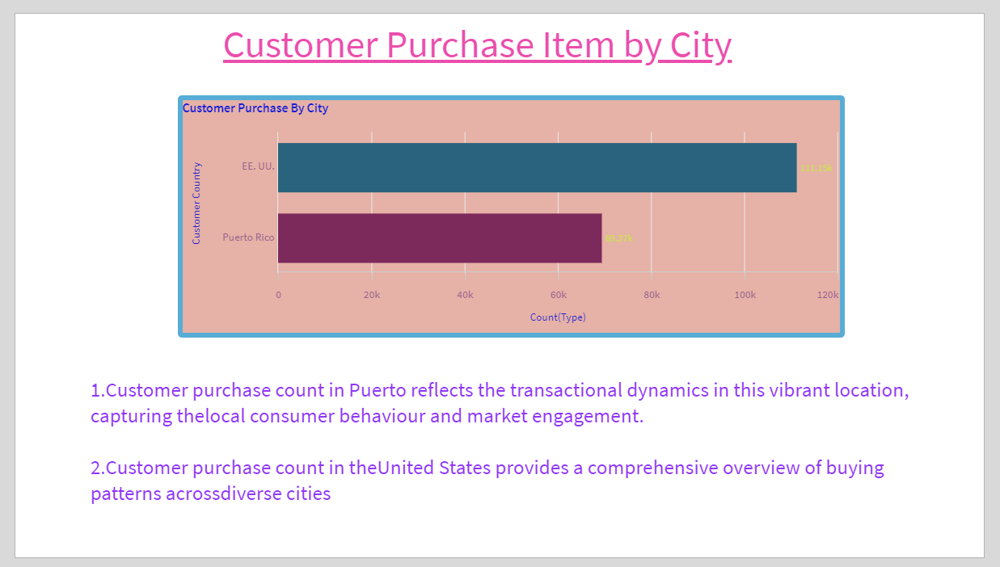 Customer Purchase Item by City
Customer Purchase By City
Customer Country
EE. UU.
111.15k
Puerto Rico
69.37k
0 20k 40k 60k 80k 100k 120k
Count(Type)
1.Customer purchase count in Puerto reflects the transactional dynamics in this vibrant location,
capturing thelocal consumer behaviour and market engagement.
2.Customer purchase count in theUnited States provides a comprehensive overview of buying
patterns acrossdiverse cities